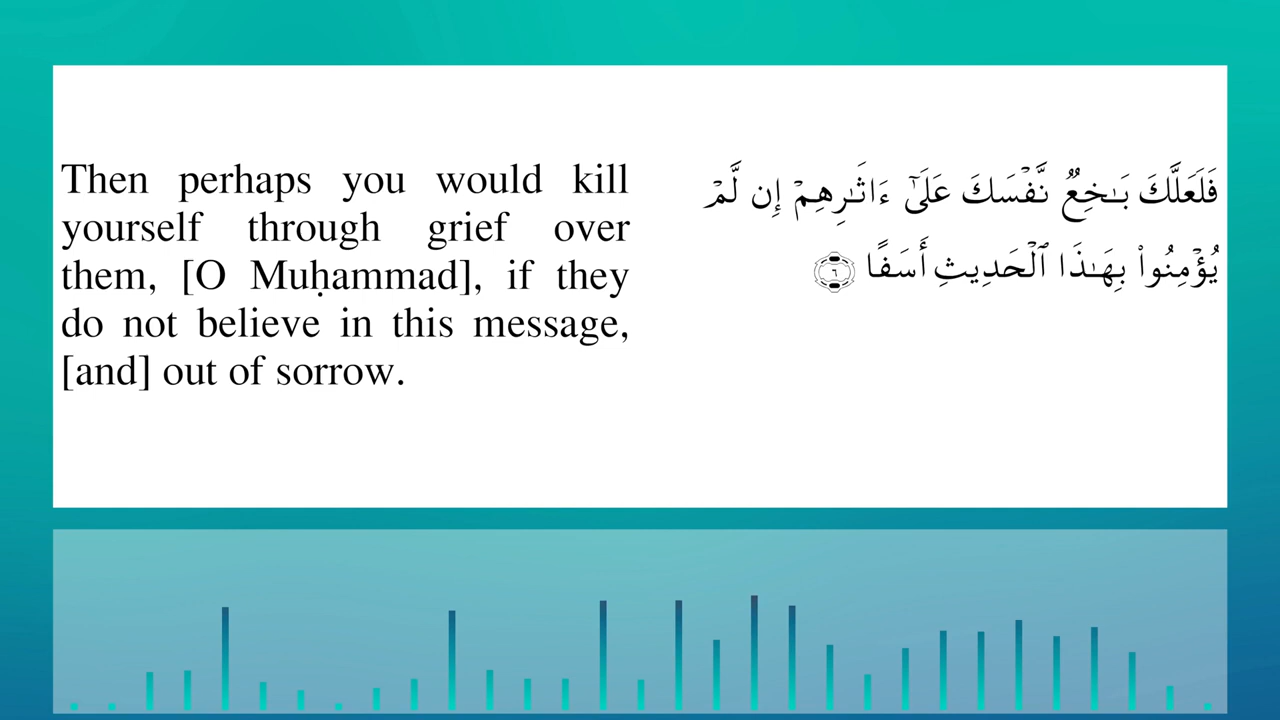 Then perhaps you would kill
yourself through grief over
them, [O Muḥammad], if they
do not believe in this message,
[and] out of sorrow.
فَلَعَلَّكَ بَـٰخِعٌۭ نَّفْسَكَ عَلَىٰٓ ءَاثَـٰرِهِمْ إِن لَّمْ
يُؤْمِنُوا۟ بِهَـٰذَا ٱلْحَدِيثِ أَسَفًا ٦